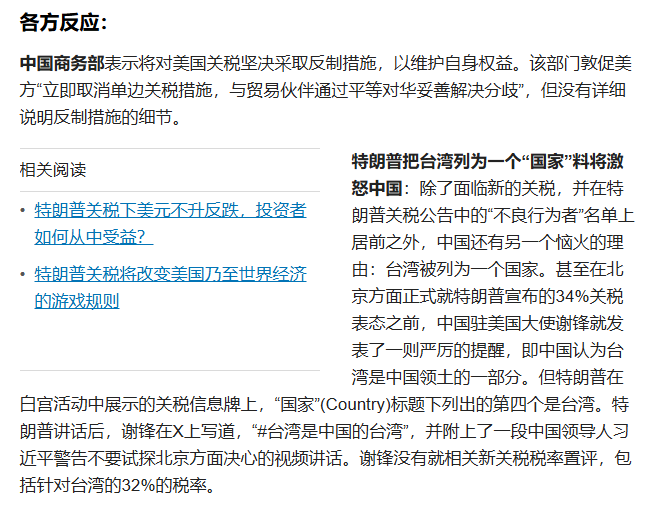 各方反应：
中国商务部表示将对美国关税坚决采取反制措施，以维护自身权益。该部门敦促美
方“立即取消单边关税措施，与贸易伙伴通过平等对华妥善解决分歧”，但没有详细
说明反制措施的细节。
相关阅读
• 特朗普关税下美元不升反跌，投资者
如何从中受益？
• 特朗普关税将改变美国乃至世界经济
的游戏规则
特朗普把台湾列为一个“国家”料将激
怒中国：除了面临新的关税，并在特
朗普关税公告中的“不良行为者”名单上
居前之外，中国还有另一个恼火的理
由：台湾被列为一个国家。甚至在北
京方面正式就特朗普宣布的34%关税
表态之前，中国驻美国大使谢锋就发
表了一则严厉的提醒，即中国认为台
湾是中国领土的一部分。但特朗普在
白宫活动中展示的关税信息牌上，“国家”(Country)标题下列出的第四个是台湾。特
朗普讲话后，谢锋在X上写道，“#台湾是中国的台湾”，并附上了一段中国领导人习
近平警告不要试探北京方面决心的视频讲话。谢锋没有就相关新关税税率置评，包
括针对台湾的32%的税率。